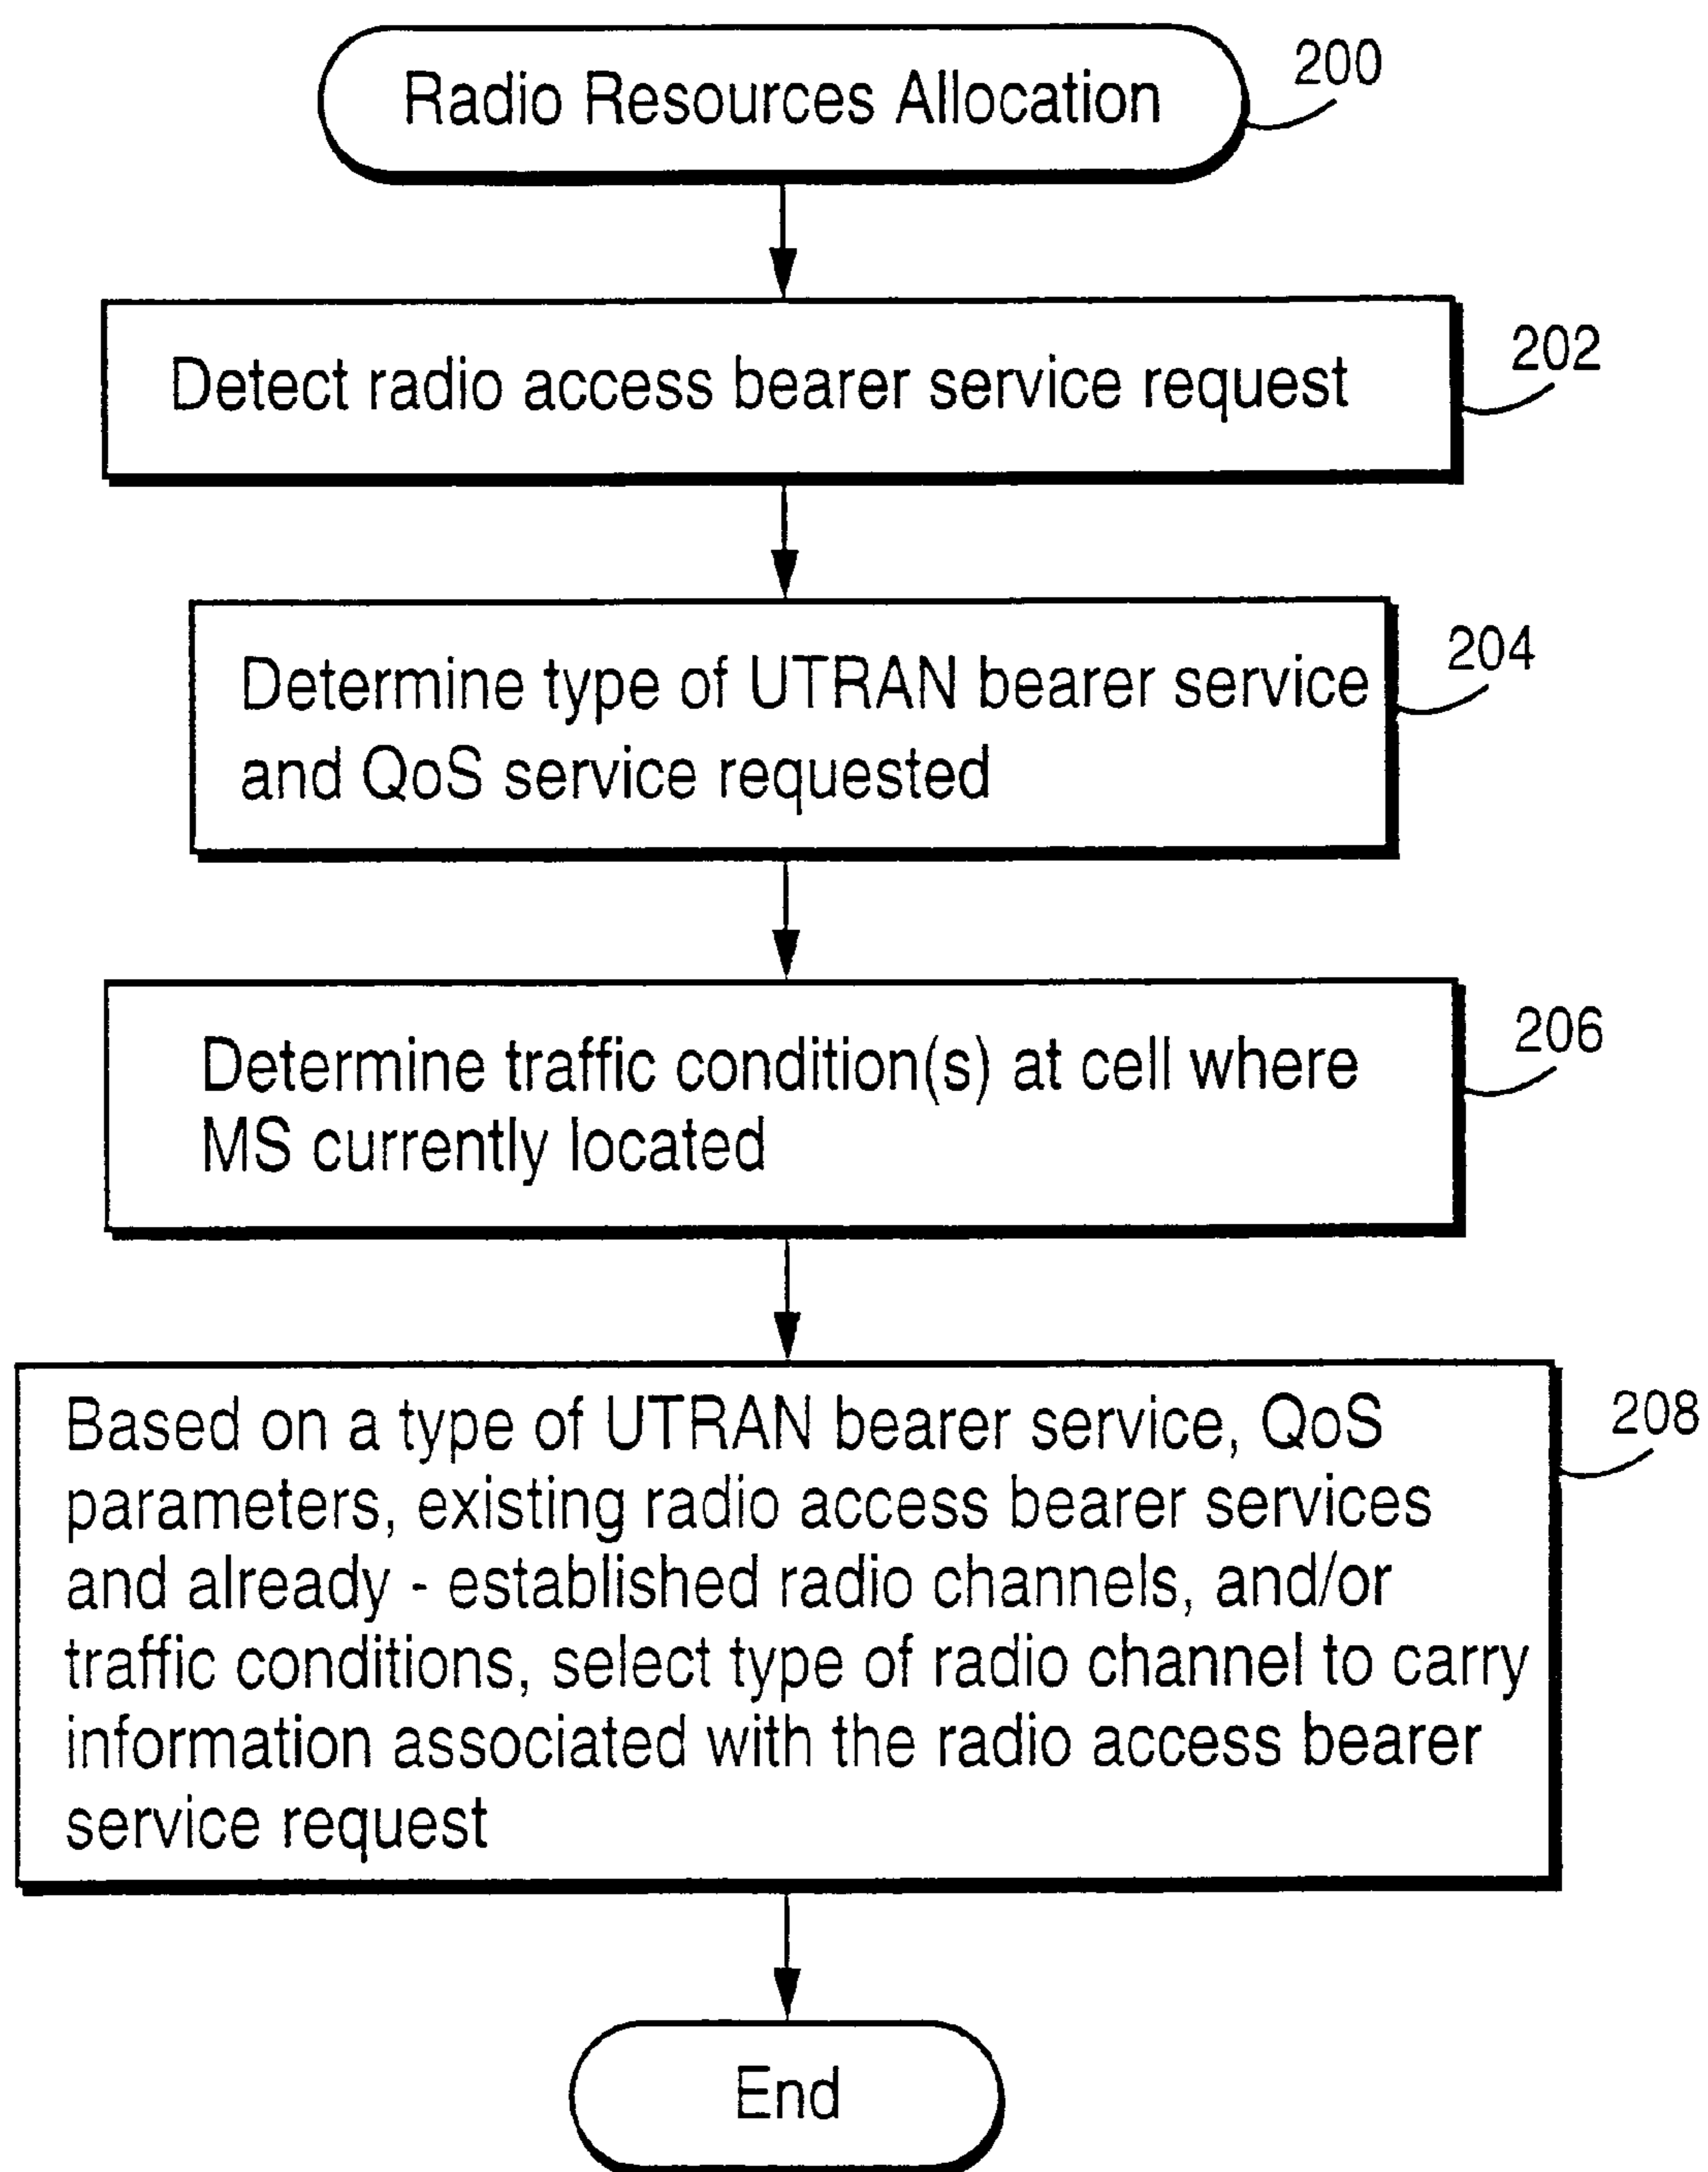 Radio Resources Allocation
200
Detect radio access bearer service request
202
Determine type of UTRAN bearer service
and QoS service requested
204
Determine traffic condition(s) at cell where
MS currently located
206
Based on a type of UTRAN bearer service, QoS
parameters, existing radio access bearer services
and already - established radio channels, and/or
traffic conditions, select type of radio channel to carry
information associated with the radio access bearer
service request
208
End